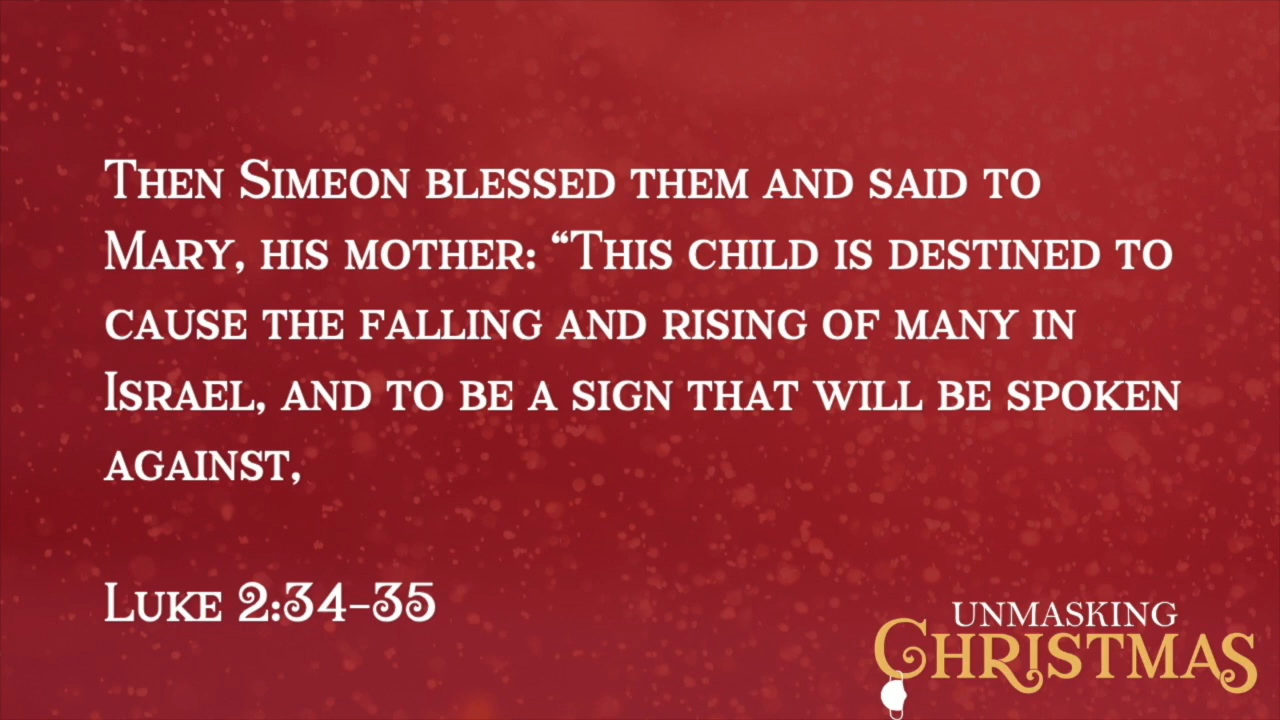 Then Simeon blessed them and said to
Mary, his mother: “This child is destined to
cause the falling and rising of many in
Israel, and to be a sign that will be spoken
against,
Luke 2:34-35
UNMASKING
CHRISTMAS